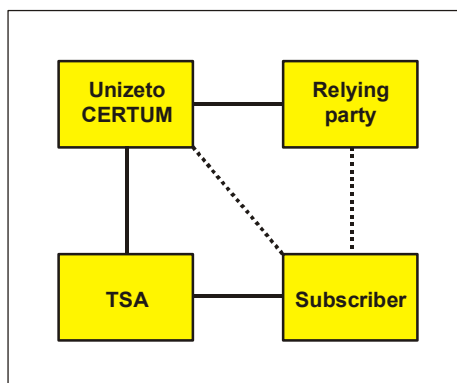 Unizeto
CERTUM
Relying
party
TSA
Subscriber